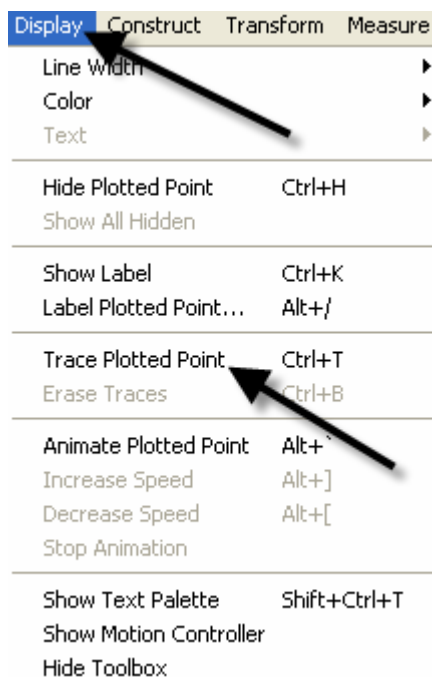 Display Construct Transform Measure
Line Width
Color
Text
Hide Plotted Point Ctrl+H
Show All Hidden
Show Label Ctrl+K
Label Plotted Point... Alt+/
Trace Plotted Point Ctrl+T
Erase Traces Ctrl+B
Animate Plotted Point Alt+`
Increase Speed Alt+]
Decrease Speed Alt+[
Stop Animation
Show Text Palette Shift+Ctrl+T
Show Motion Controller
Hide Toolbox